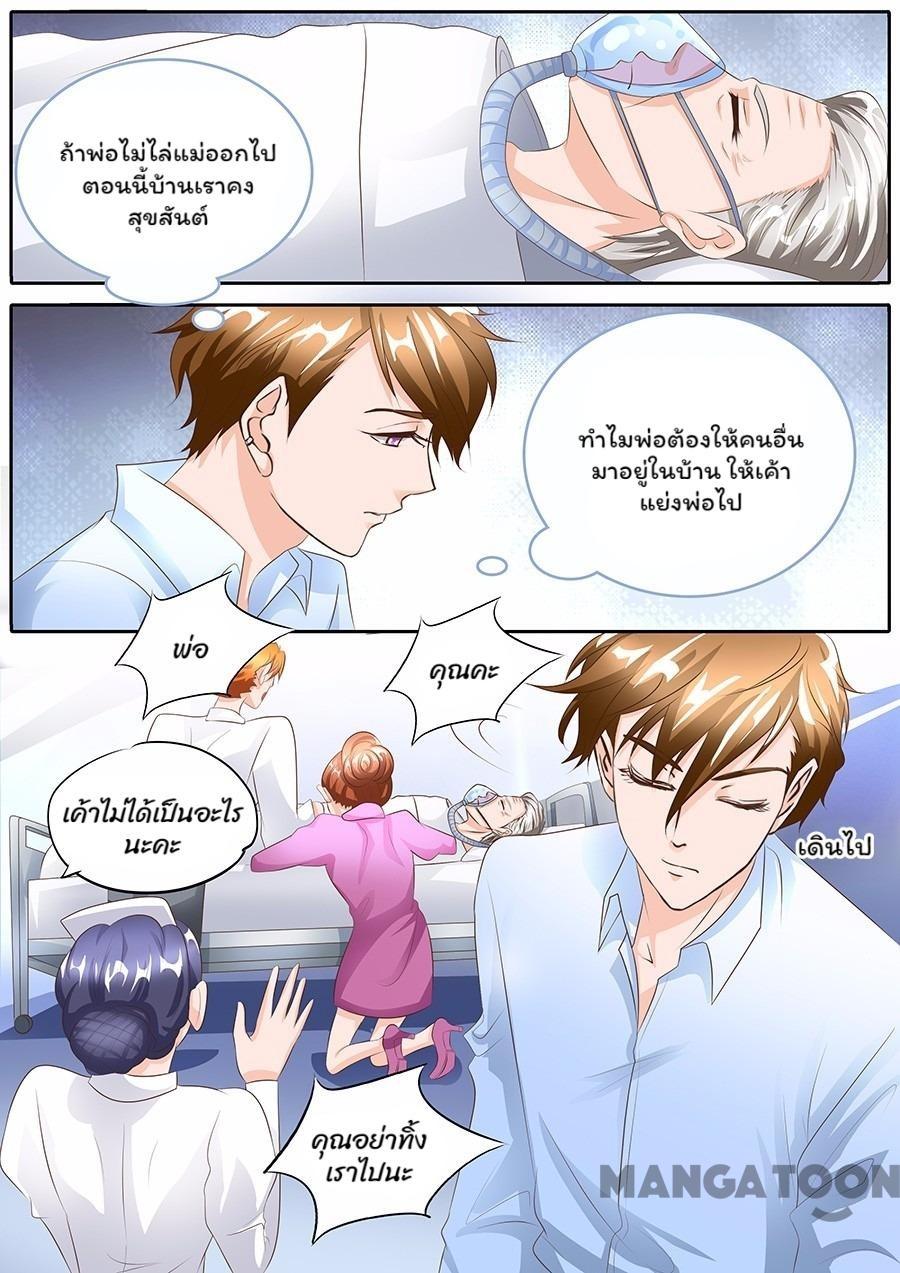 ถ้าพ่อไม่ไล่แม่ออกไป
ตอนนี้บ้านเราคง
สุขสันต์
ทำไมพ่อต้องให้คนอื่น
มาอยู่ในบ้าน ให้เค้า
แย่งพ่อไป
พ่อ
คุณคะ
เค้าไม่ได้เป็นอะไร
นะคะ
เดินไป
คุณอย่าทิ้ง
เราไปนะ
MANGATOON